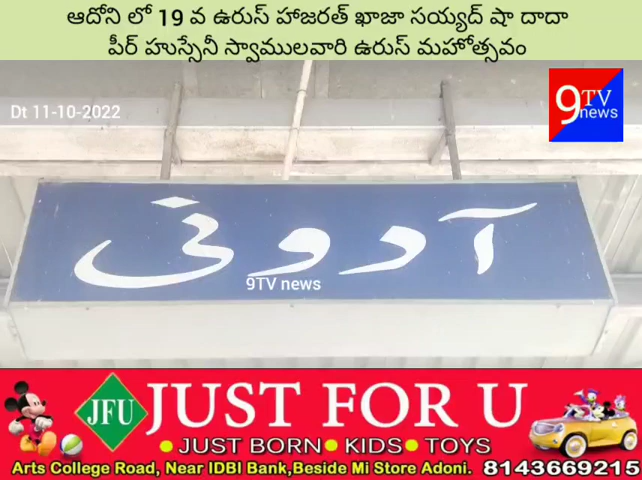 ఆదోని లో 19 వ ఉరుస్ హాజరత్ ఖాజా సయ్యద్ షా దాదా
పీర్ హుస్సేనీ స్వాములవారి ఉరుస్ మహోత్సవం
Dt 11-10-2022
9TV news
آدونی
9TV news
JFU JUST FOR U
JUST BORN KIDS TOYS
Arts College Road, Near IDBI Bank,Beside Mi Store Adoni. 8143669215